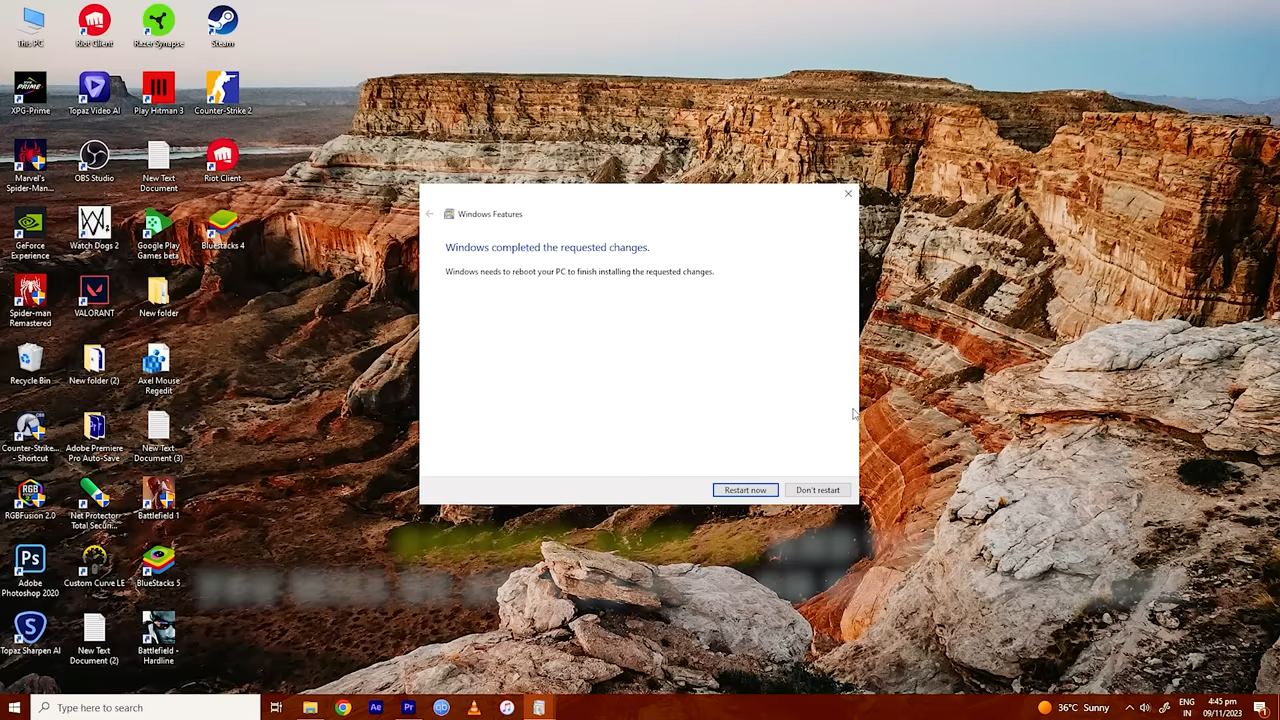 This PC
Riot Client
Razer Synapse
Steam
XPG-Prime
Topaz Video AI
Play Hitman 3
Counter-Strike 2
Marvel's
Spider-Man...
OBS Studio
New Text
Document
Riot Client
GeForce
Experience
Watch Dogs 2
Google Play
Games beta
Bluestacks 4
Spider-man
Remastered
VALORANT
New folder
Recycle Bin
New folder (2)
Axel Mouse
Regedit
Counter-Strike...
- Shortcut
Adobe Premiere
Pro Auto-Save
New Text
Document (3)
RGBFusion 2.0
Net Protector
Total Securi...
Battlefield 1
Adobe
Photoshop 2020
Custom Curve LE
BlueStacks 5
Topaz Sharpen AI
New Text
Document (2)
Battlefield -
Hardline
Windows Features
Windows completed the requested changes.
Windows needs to reboot your PC to finish installing the requested changes.
Restart now
Don't restart
Type here to search
36°C Sunny
ENG
IN
4:45 pm
09/11/2023